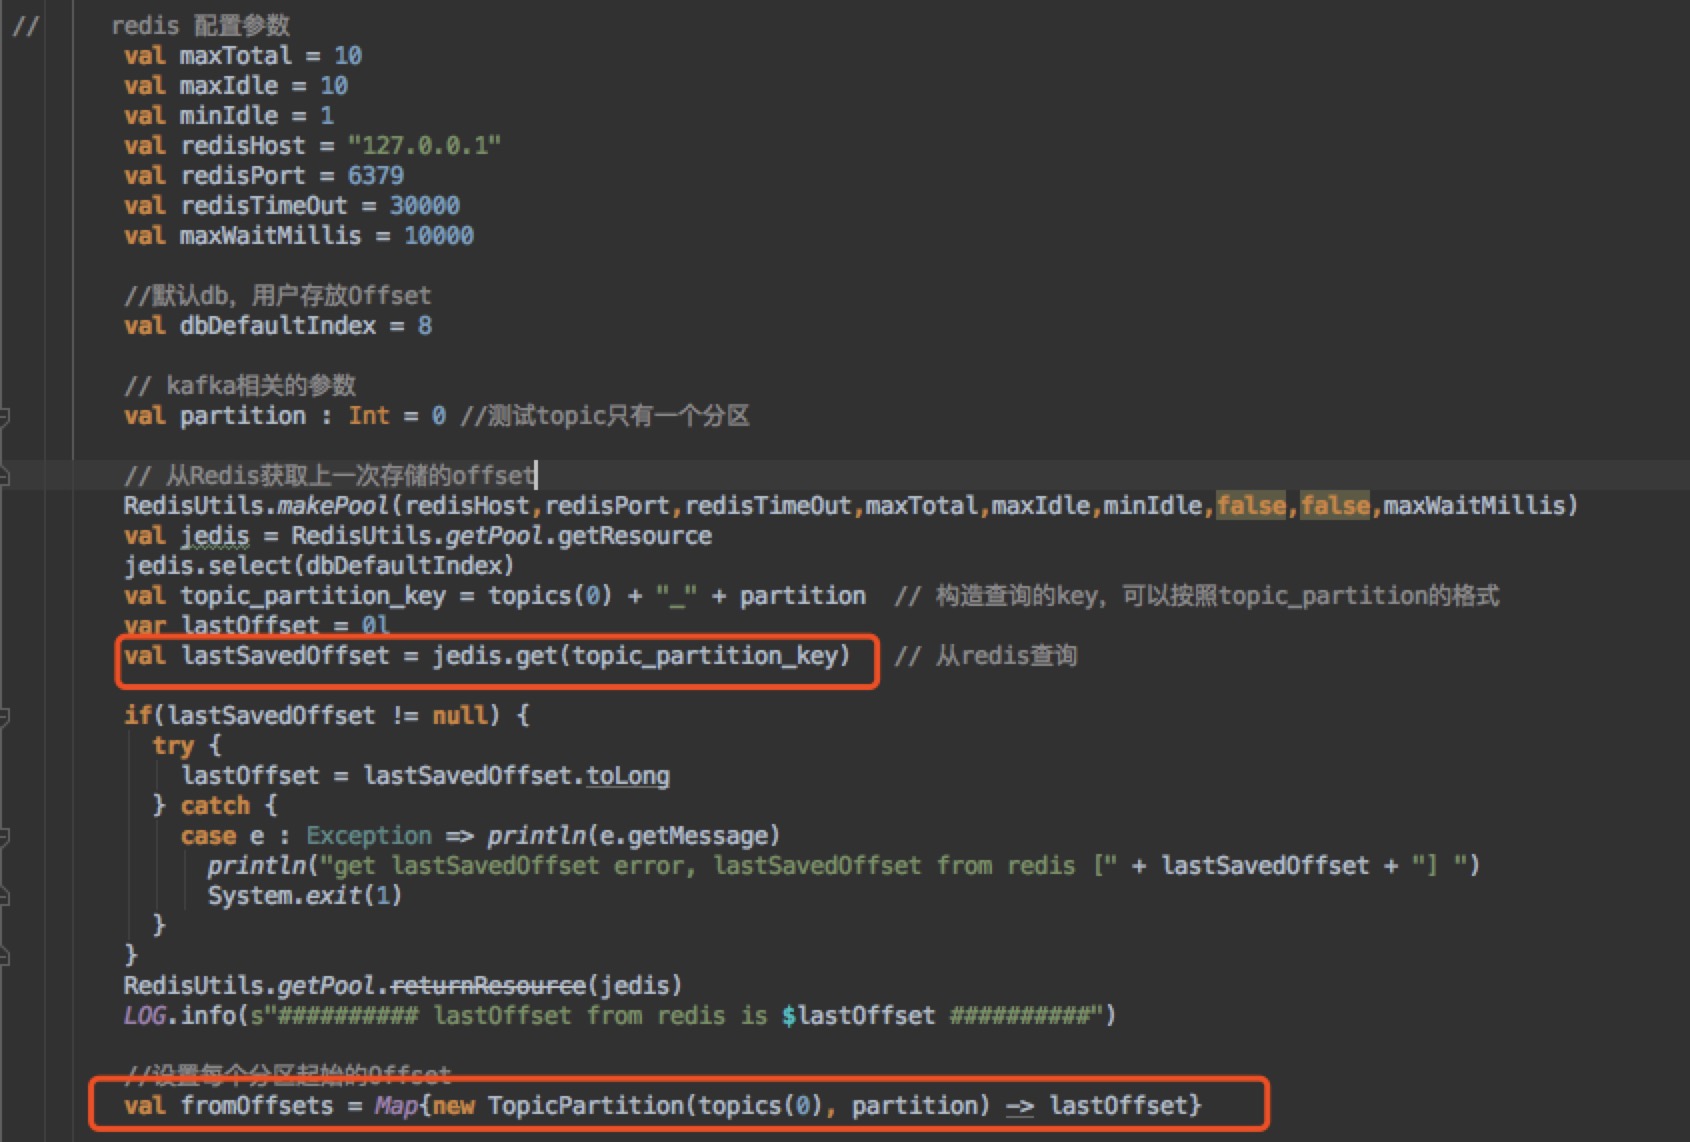 // redis 配置参数
val maxTotal = 10
val maxIdle = 10
val minIdle = 1
val redisHost = "127.0.0.1"
val redisPort = 6379
val redisTimeOut = 30000
val maxWaitMillis = 10000
//默认db, 用户存放Offset
val dbDefaultIndex = 8
// kafka相关的参数
val partition : Int = 0 //测试topic只有一个分区
// 从Redis获取上一次存储的offset
RedisUtils.makePool(redisHost,redisPort,redisTimeOut,maxTotal,maxIdle,minIdle,false,false,maxWaitMillis)
val jedis = RedisUtils.getPool.getResource
jedis.select(dbDefaultIndex)
val topic_partition_key = topics(0) + "_" + partition // 构造查询的key, 可以按照topic_partition的格式
var lastOffset = 0l
val lastSavedOffset = jedis.get(topic_partition_key) // 从redis查询
if(lastSavedOffset != null) {
try {
lastOffset = lastSavedOffset.toLong
} catch {
case e : Exception => println(e.getMessage)
println("get lastSavedOffset error, lastSavedOffset from redis [" + lastSavedOffset + "] ")
System.exit(1)
}
}
RedisUtils.getPool.returnResource(jedis)
LOG.info(s"########## lastOffset from redis is $lastOffset ##########")
//设置每个分区起始的Offset
val fromOffsets = Map{new TopicPartition(topics(0), partition) -> lastOffset}